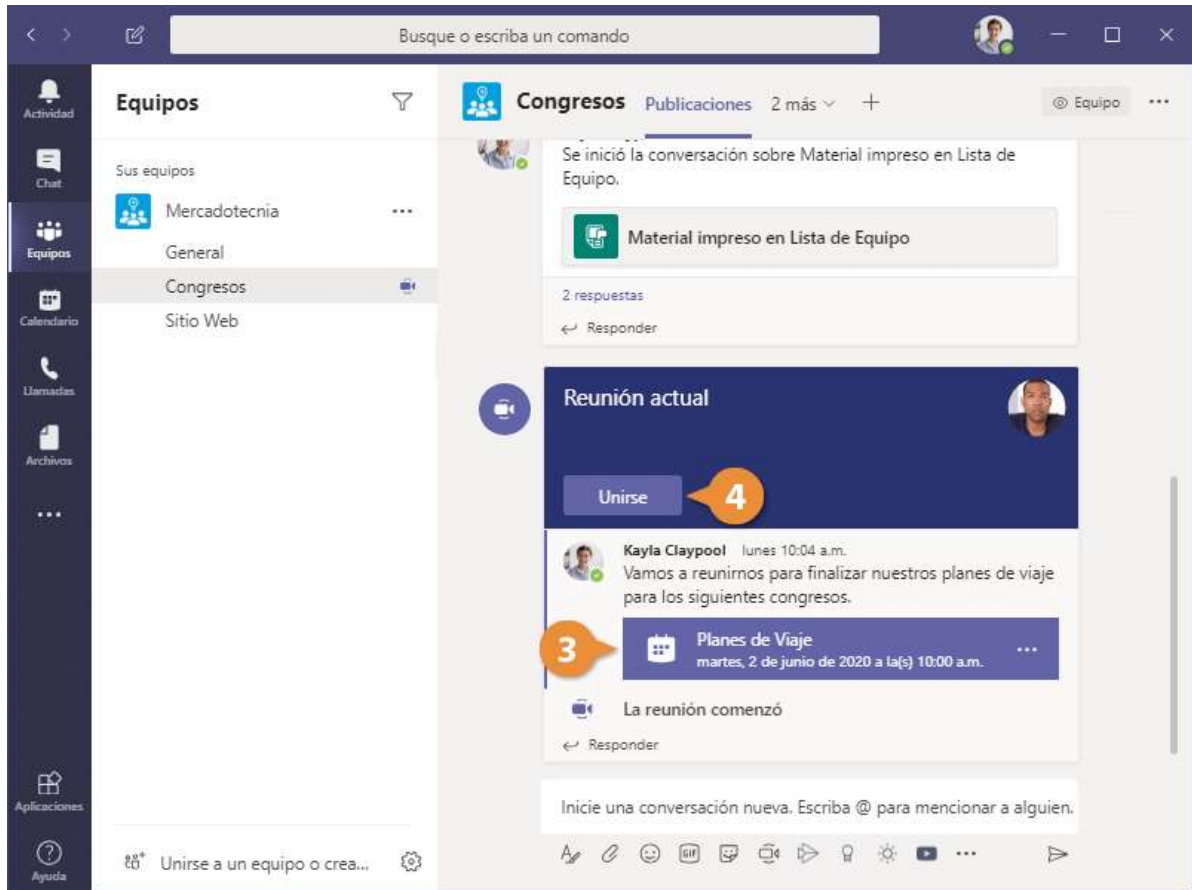 Busque o escriba un comando
Actividad
Chat
Equipos
Calendario
Llamadas
Archivos
Aplicaciones
Ayuda
Equipos
Sus equipos
Mercadotecnia
General
Congresos
Sitio Web
Unirse a un equipo o crea...
Congresos Publicaciones 2 más
Equipo
Se inició la conversación sobre Material impreso en Lista de
Equipo.
Material impreso en Lista de Equipo
2 respuestas
Responder
Reunión actual
Unirse
4
Kayla Claypool lunes 10:04 a.m.
Vamos a reunirnos para finalizar nuestros planes de viaje
para los siguientes congresos.
3
Planes de Viaje
martes, 2 de junio de 2020 a la(s) 10:00 a.m.
La reunión comenzó
Responder
Inicie una conversación nueva. Escriba @ para mencionar a alguien.
GIF